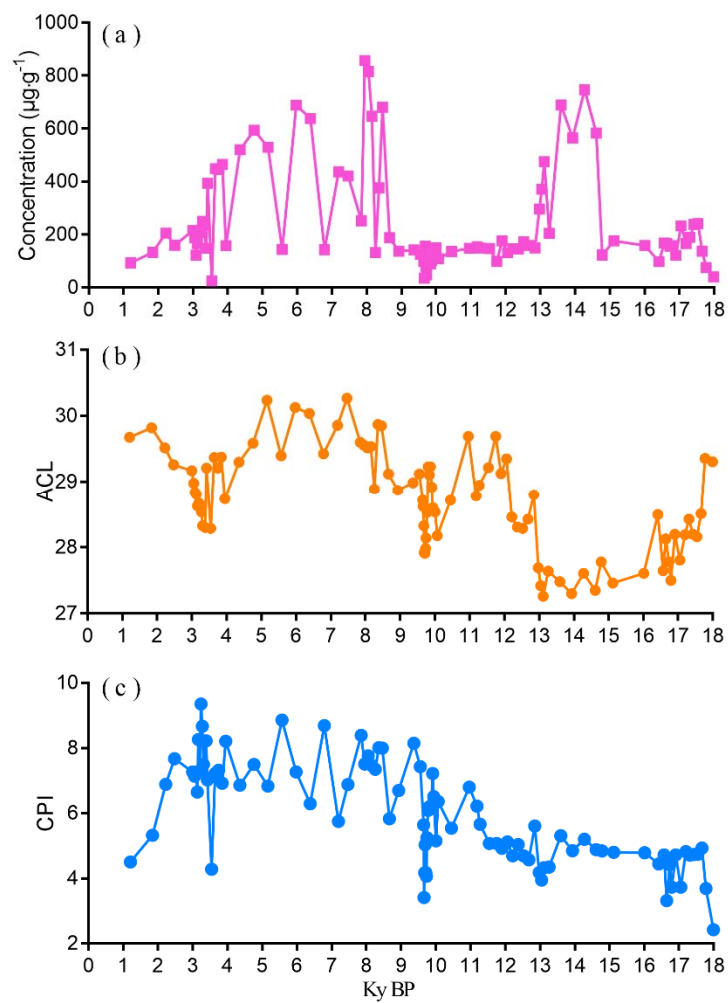 ( a )
1000
800
600
400
200
0
Concentration (μg·g⁻¹)
0 1 2 3 4 5 6 7 8 9 10 11 12 13 14 15 16 17 18
( b )
31
30
29
28
27
ACL
0 1 2 3 4 5 6 7 8 9 10 11 12 13 14 15 16 17 18
( c )
10
8
6
4
2
CPI
0 1 2 3 4 5 6 7 8 9 10 11 12 13 14 15 16 17 18
Ky BP